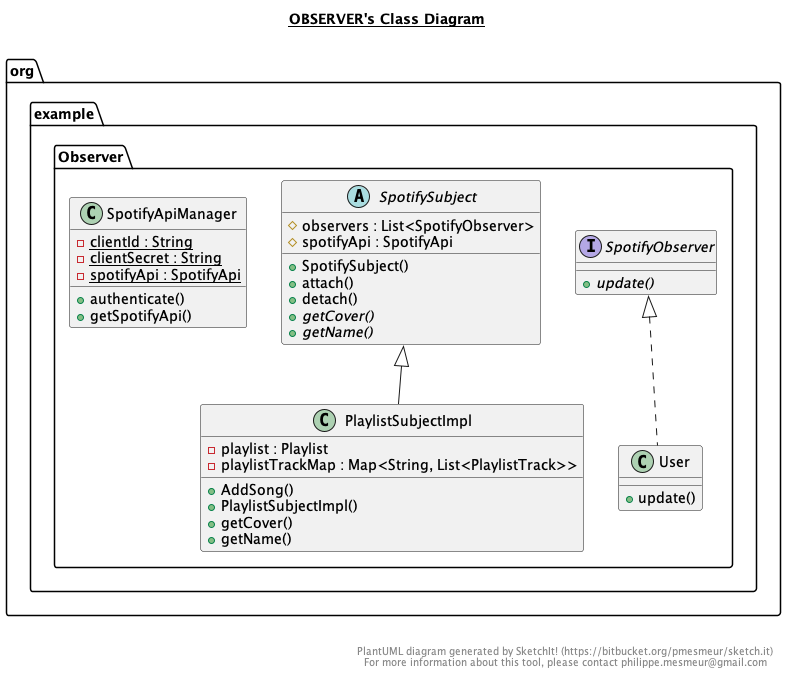 OBSERVER's Class Diagram
org
example
Observer
C SpotifyApiManager
clientId : String
clientSecret : String
spotifyApi : SpotifyApi
authenticate()
getSpotifyApi()
A SpotifySubject
observers : List<SpotifyObserver>
spotifyApi : SpotifyApi
SpotifySubject()
attach()
detach()
getCover()
getName()
I SpotifyObserver
update()
C PlaylistSubjectImpl
playlist : Playlist
playlistTrackMap : Map<String, List<PlaylistTrack>>
AddSong()
PlaylistSubjectImpl()
getCover()
getName()
C User
update()
PlantUML diagram generated by SketchIt! (https://bitbucket.org/pmesmeur/sketch.it)
For more information about this tool, please contact philippe.mesmeur@gmail.com